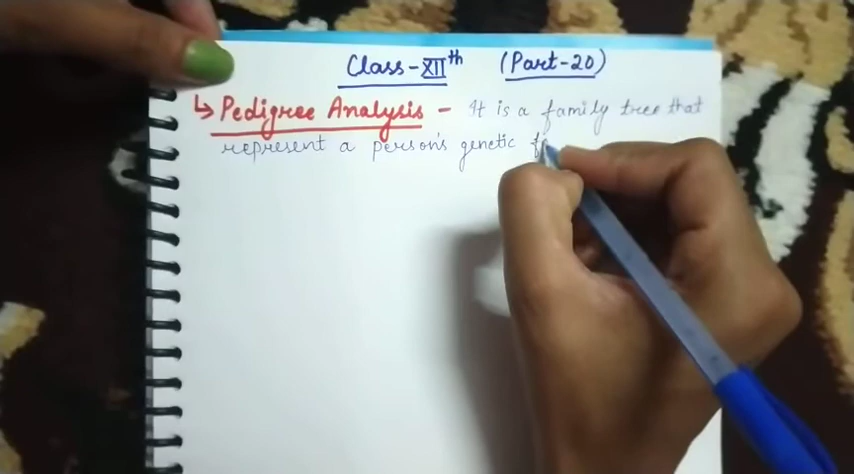 Class-XIIth (Part-20)
↳ Pedigree Analysis - It is a family tree that
represent a person's genetic